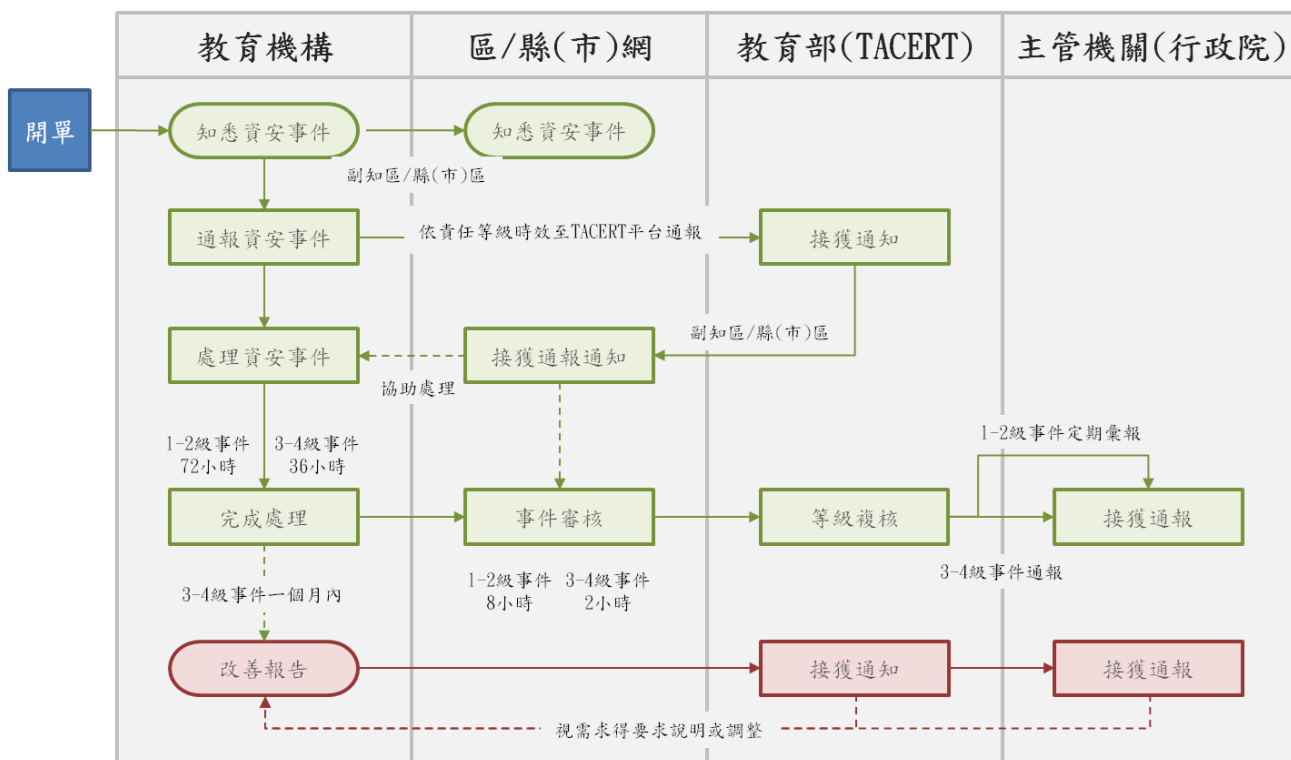 教育機構
區/縣(市)網
教育部(TACERT)
主管機關(行政院)
開單
知悉資安事件
知悉資安事件
副知區/縣(市)區
通報資安事件
依責任等級時效至TACERT平台通報
接獲通知
副知區/縣(市)區
處理資安事件
接獲通報通知
協助處理
1-2級事件
72小時
3-4級事件
36小時
1-2級事件定期彙報
完成處理
事件審核
等級複核
接獲通報
3-4級事件通報
1-2級事件
8小時
3-4級事件
2小時
3-4級事件一個月內
改善報告
接獲通知
接獲通報
視需求得要求說明或調整